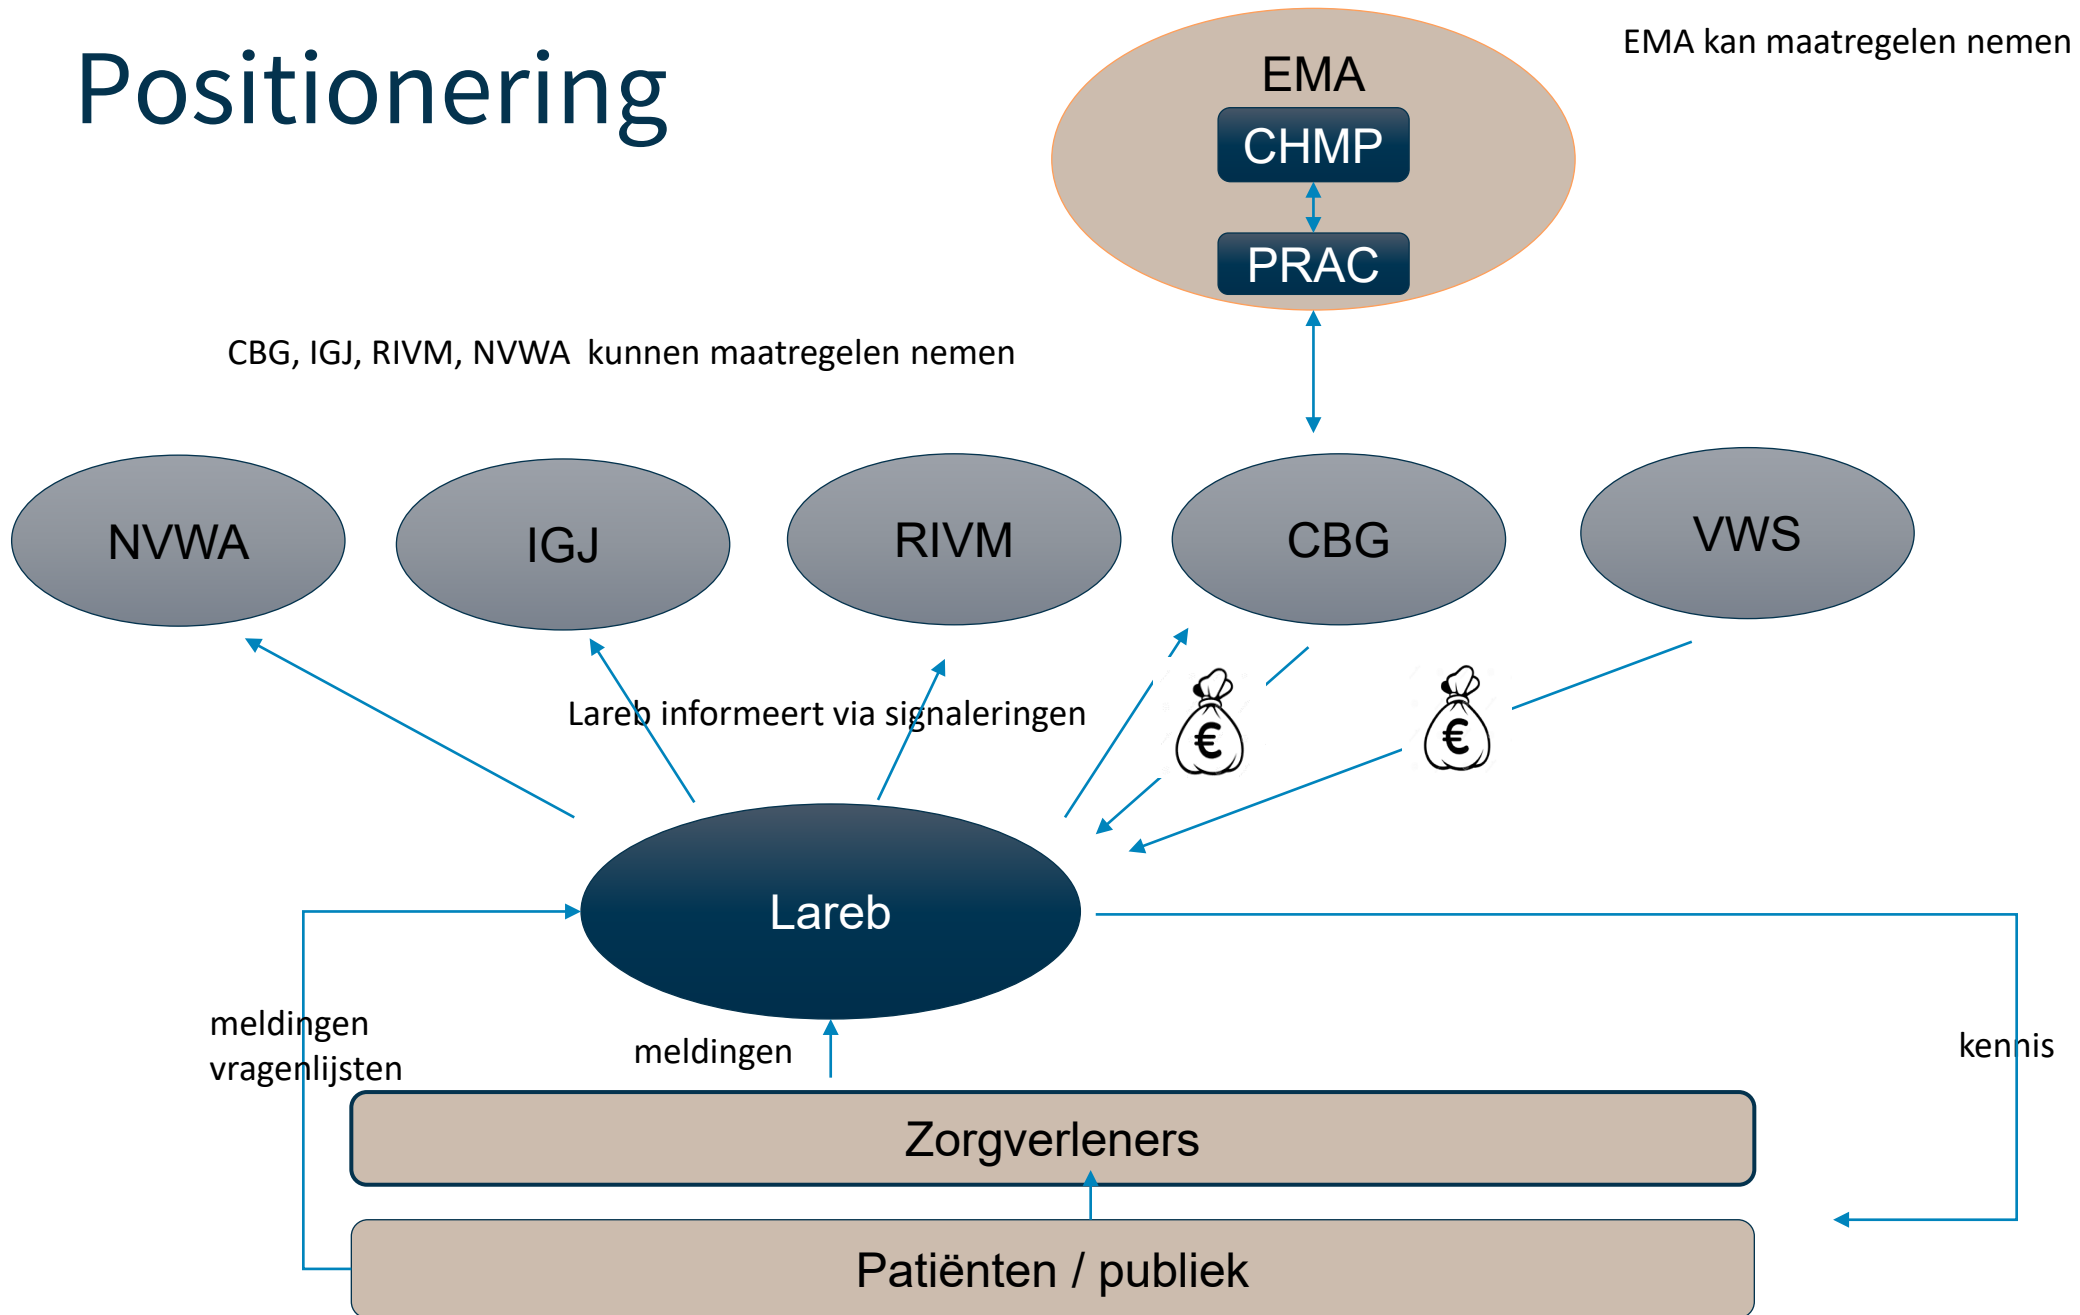 Positionering
EMA kan maatregelen nemen
EMA
CHMP
PRAC
CBG, IGJ, RIVM, NVWA kunnen maatregelen nemen
NVWA
IGJ
RIVM
CBG
VWS
Lareb informeert via signaleringen
€
€
Lareb
meldingen
vragenlijsten
meldingen
kennis
Zorgverleners
Patiënten / publiek